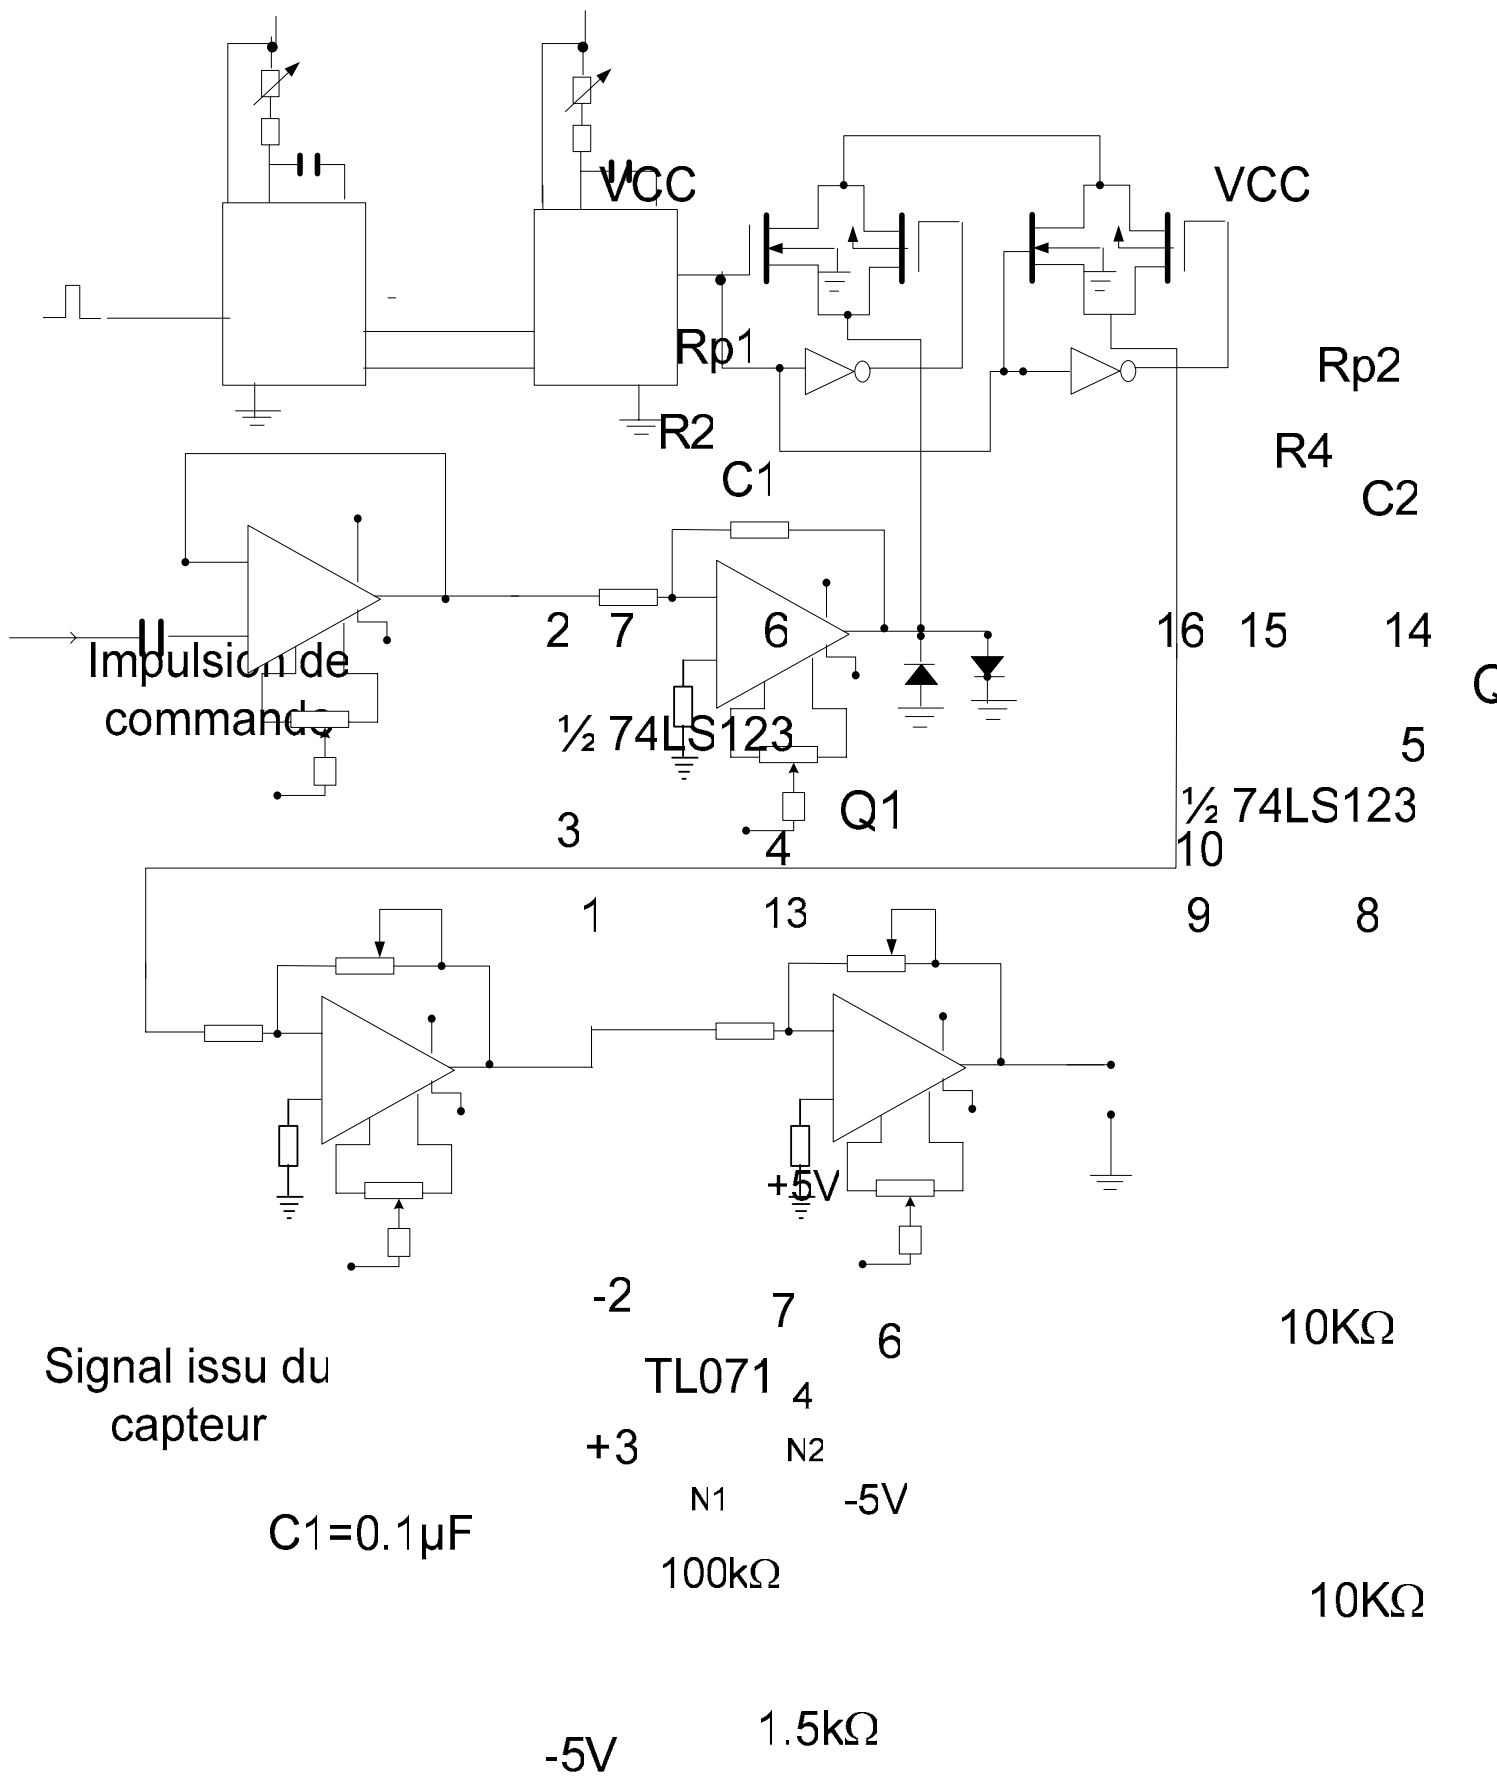 VCC
VCC
Rp1
Rp2
R2
R4
C1
C2
2 7 6 16 15 14
Impulsion de
commande
Q
½ 74LS123
5
Q1
½ 74LS123
3
4
10
1
13
9
8
+5V
-2
7
10KΩ
6
Signal issu du
capteur
TL071
4
+3
N2
N1
-5V
C1=0.1µF
100kΩ
10KΩ
1.5kΩ
-5V